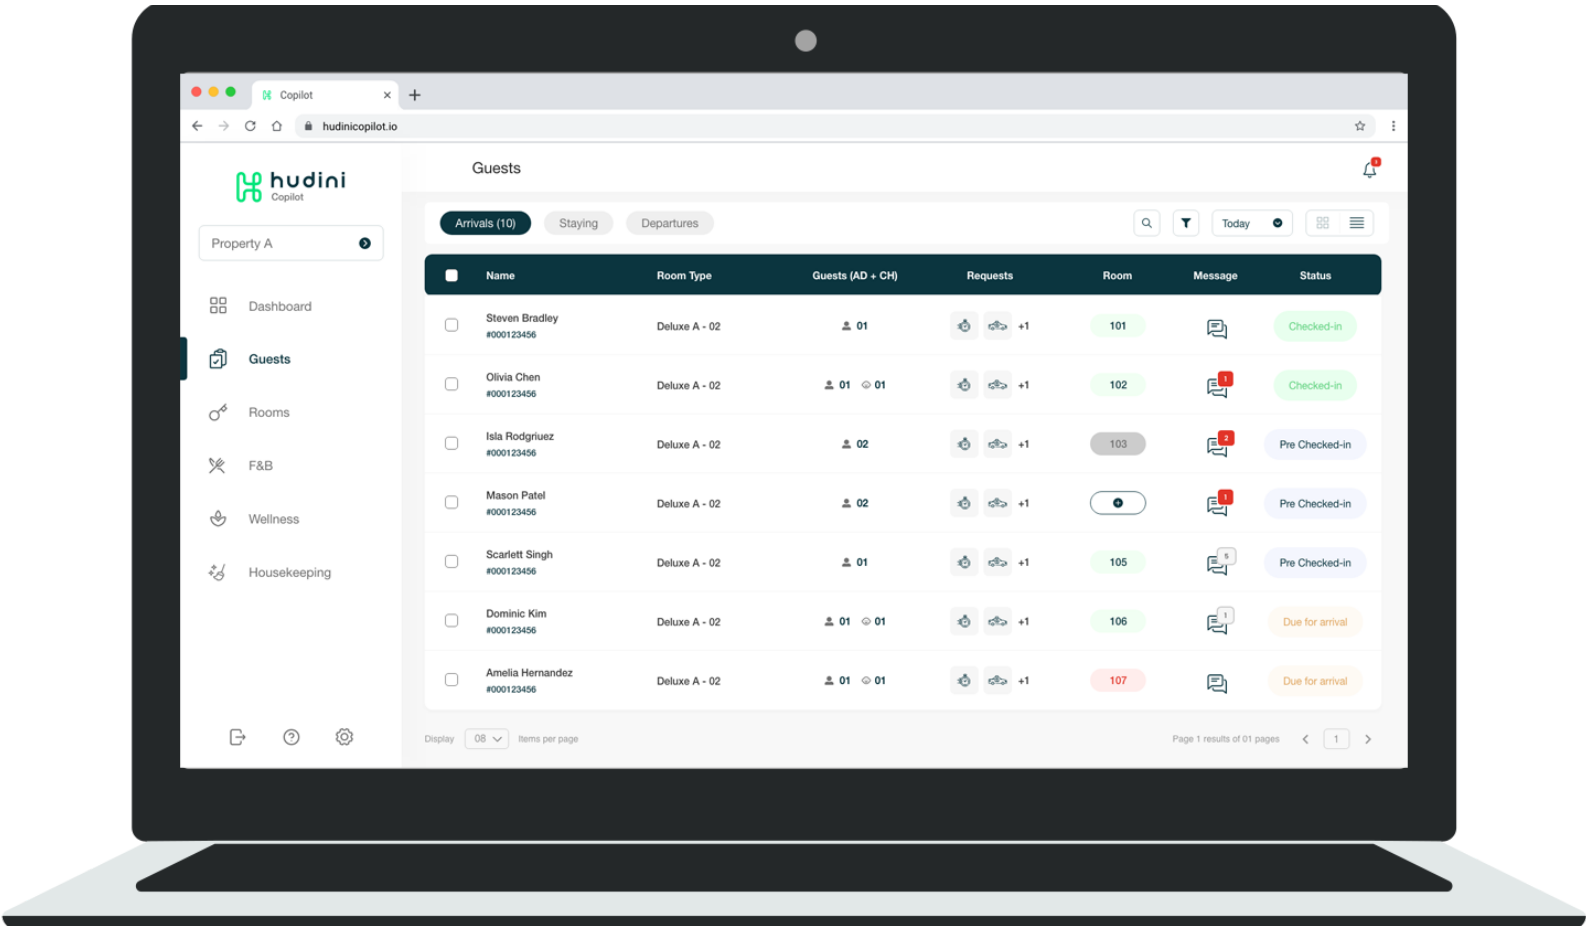 Copilot
hudinicopilot.io
hudini
Copilot
Property A
Dashboard
Guests
Rooms
F&B
Wellness
Housekeeping
Guests
1
Arrivals (10) Staying Departures Today
Name Room Type Guests (AD + CH) Requests Room Message Status
Steven Bradley
#000123456
Deluxe A - 02 01 +1 101 Checked-in
Olivia Chen
#000123456
Deluxe A - 02 01 01 +1 102 1 Checked-in
Isla Rodgriuez
#000123456
Deluxe A - 02 02 +1 103 2 Pre Checked-in
Mason Patel
#000123456
Deluxe A - 02 02 +1 1 Pre Checked-in
Scarlett Singh
#000123456
Deluxe A - 02 01 +1 105 5 Pre Checked-in
Dominic Kim
#000123456
Deluxe A - 02 01 01 +1 106 1 Due for arrival
Amelia Hernandez
#000123456
Deluxe A - 02 01 01 +1 107 Due for arrival
Display 08 Items per page Page 1 results of 01 pages 1